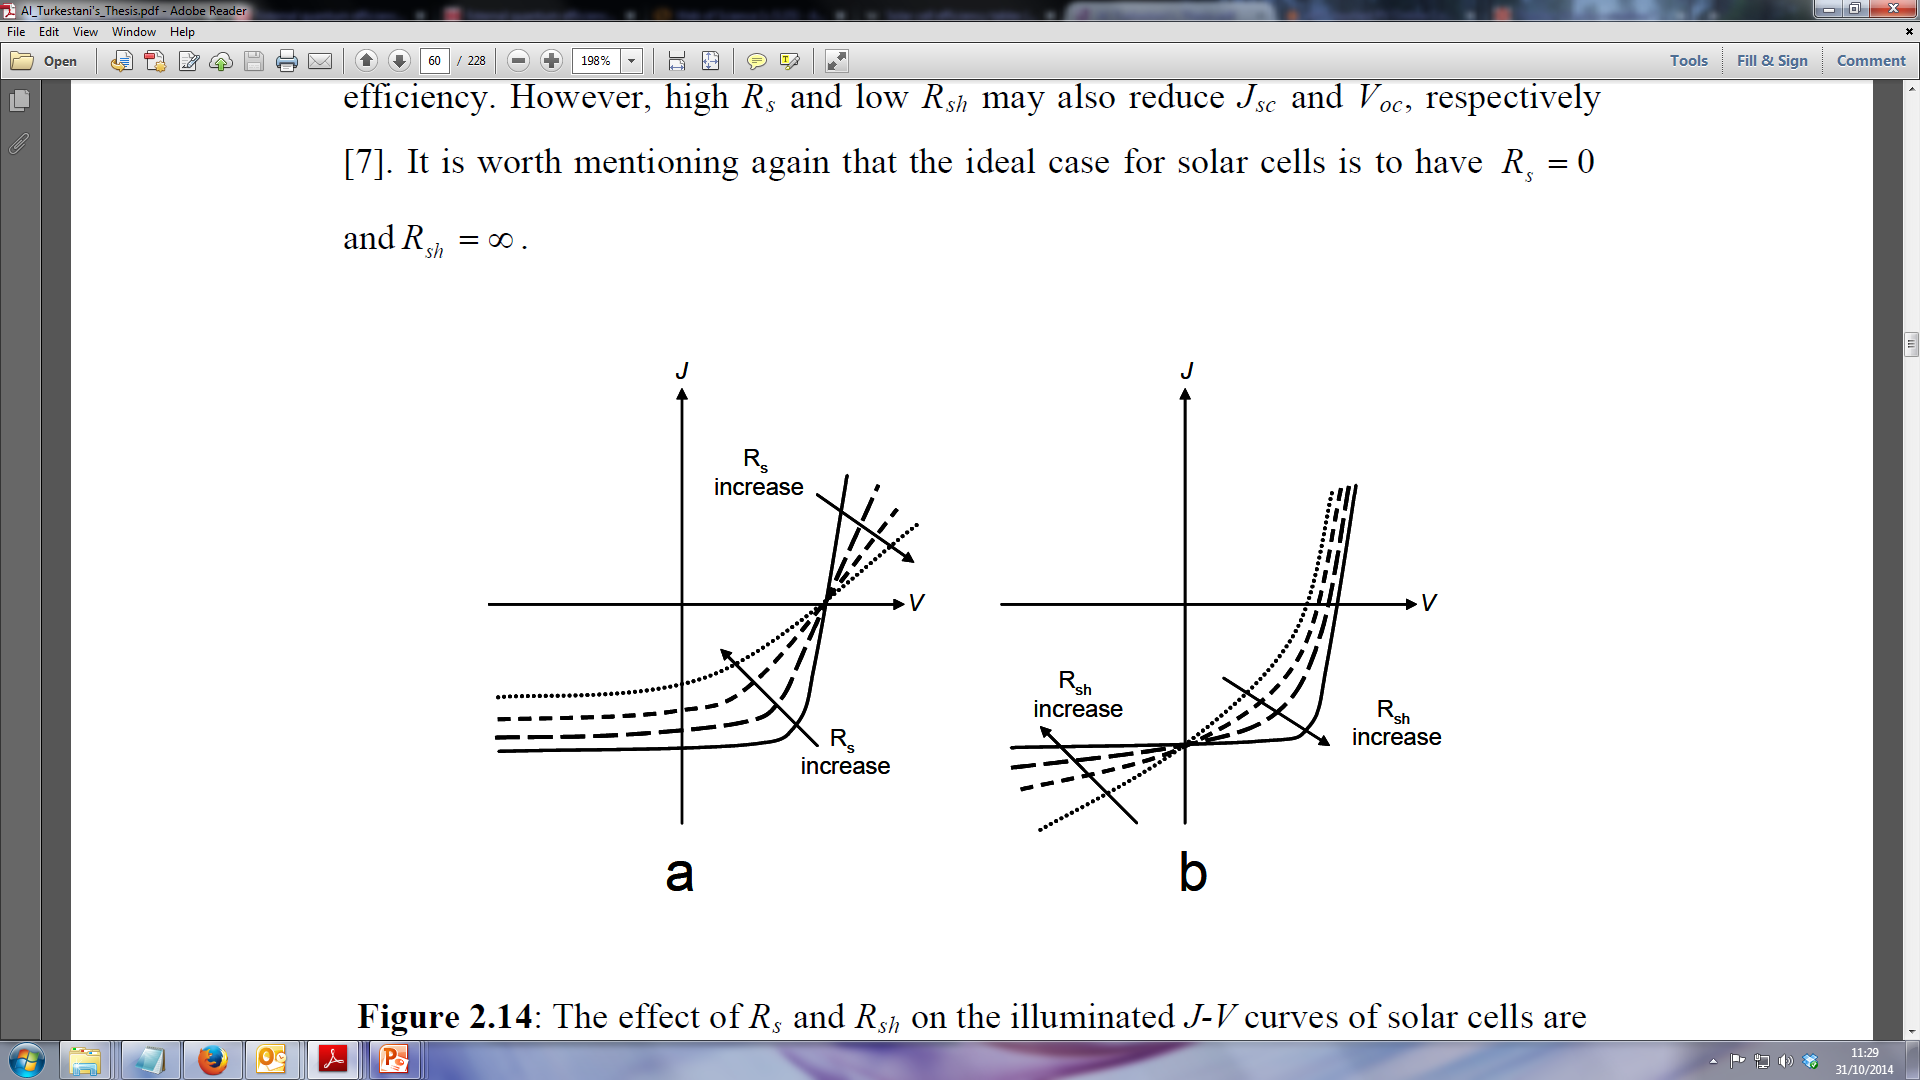 Al_Turkestani's_Thesis.pdf - Adobe Reader
File Edit View Window Help
Open 60 / 228 198% Tools Fill & Sign Comment
efficiency. However, high Rs and low Rsh may also reduce Jsc and Voc, respectively
[7]. It is worth mentioning again that the ideal case for solar cells is to have Rs = 0
and Rsh = ∞ .
J
Rs
increase
V
Rs
increase
a
J
V
Rsh
increase
Rsh
increase
b
Figure 2.14: The effect of Rs and Rsh on the illuminated J-V curves of solar cells are
11:29
31/10/2014